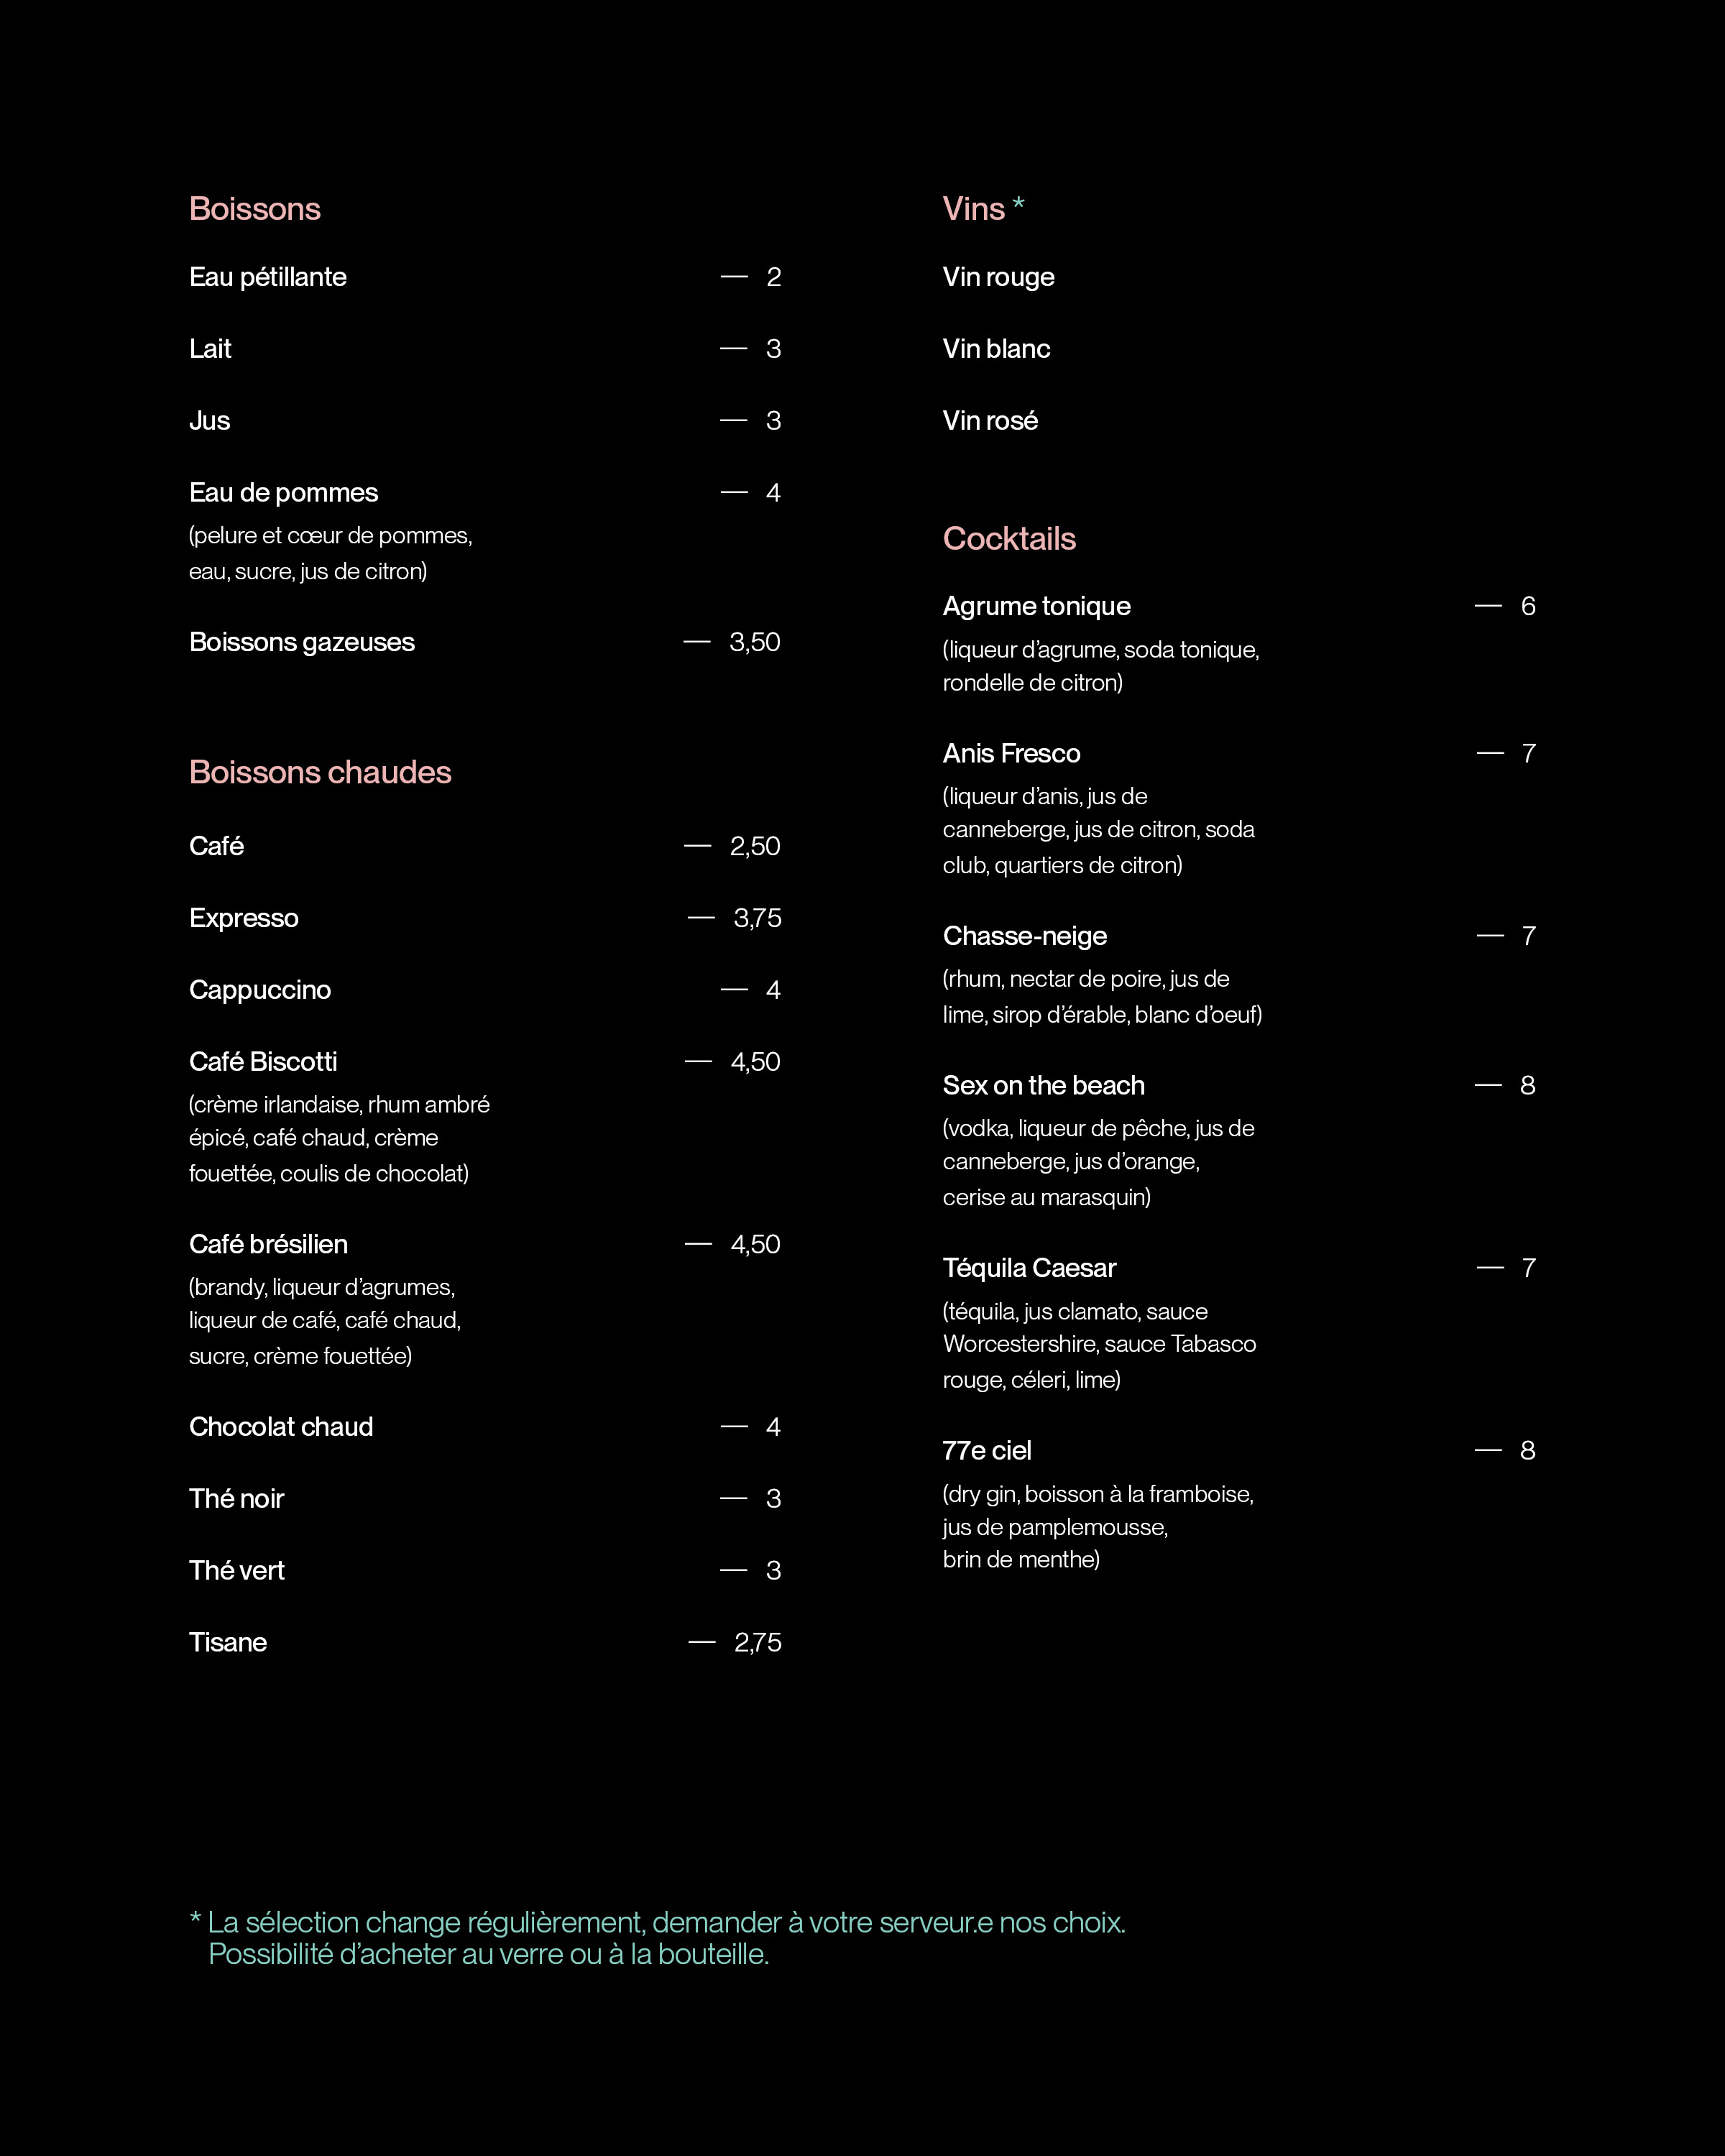 Boissons
Eau pétillante — 2
Lait — 3
Jus — 3
Eau de pommes — 4
(pelure et cœur de pommes,
eau, sucre, jus de citron)
Boissons gazeuses — 3,50
Boissons chaudes
Café — 2,50
Expresso — 3,75
Cappuccino — 4
Café Biscotti — 4,50
(crème irlandaise, rhum ambré
épicé, café chaud, crème
fouettée, coulis de chocolat)
Café brésilien — 4,50
(brandy, liqueur d’agrumes,
liqueur de café, café chaud,
sucre, crème fouettée)
Chocolat chaud — 4
Thé noir — 3
Thé vert — 3
Tisane — 2,75
Vins *
Vin rouge
Vin blanc
Vin rosé
Cocktails
Agrume tonique — 6
(liqueur d’agrume, soda tonique,
rondelle de citron)
Anis Fresco — 7
(liqueur d’anis, jus de
canneberge, jus de citron, soda
club, quartiers de citron)
Chasse-neige — 7
(rhum, nectar de poire, jus de
lime, sirop d’érable, blanc d’oeuf)
Sex on the beach — 8
(vodka, liqueur de pêche, jus de
canneberge, jus d’orange,
cerise au marasquin)
Téquila Caesar — 7
(téquila, jus clamato, sauce
Worcestershire, sauce Tabasco
rouge, céleri, lime)
77e ciel — 8
(dry gin, boisson à la framboise,
jus de pamplemousse,
brin de menthe)
* La sélection change régulièrement, demander à votre serveur.e nos choix.
Possibilité d’acheter au verre ou à la bouteille.